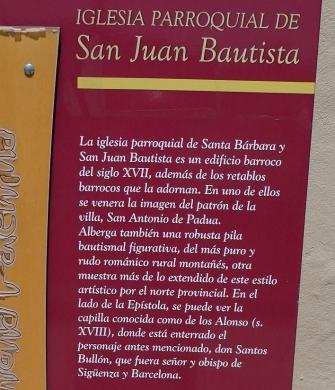 IGLESIA PARROQUIAL DE
San Juan Bautista
La iglesia parroquial de Santa Bárbara y
San Juan Bautista es un edificio barroco
del siglo XVII, además de los retablos
barrocos que la adornan. En uno de ellos
se venera la imagen del patrón de la
villa, San Antonio de Padua.
Alberga también una robusta pila
bautismal figurativa, del más puro y
rudo románico rural montañés, otra
muestra más de lo extendido de este estilo
artístico por el norte provincial. En el
lado de la Epístola, se puede ver la
capilla conocida como de los Alonso (s.
XVIII), donde está enterrado el
personaje antes mencionado, don Santos
Bullón, que fuera señor y obispo de
Sigüenza y Barcelona.